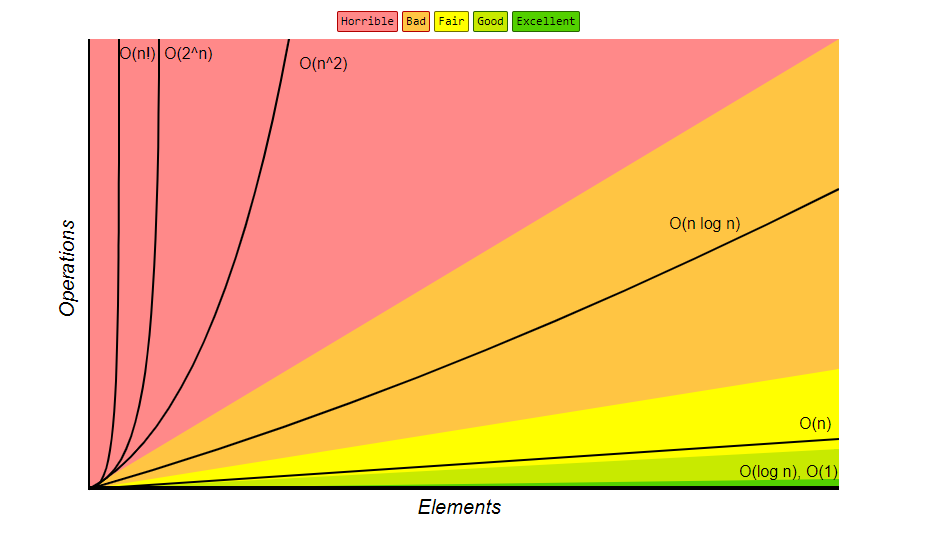 Horrible Bad Fair Good Excellent
O(n!) O(2^n)
O(n^2)
O(n log n)
Operations
O(n)
O(log n), O(1)
Elements